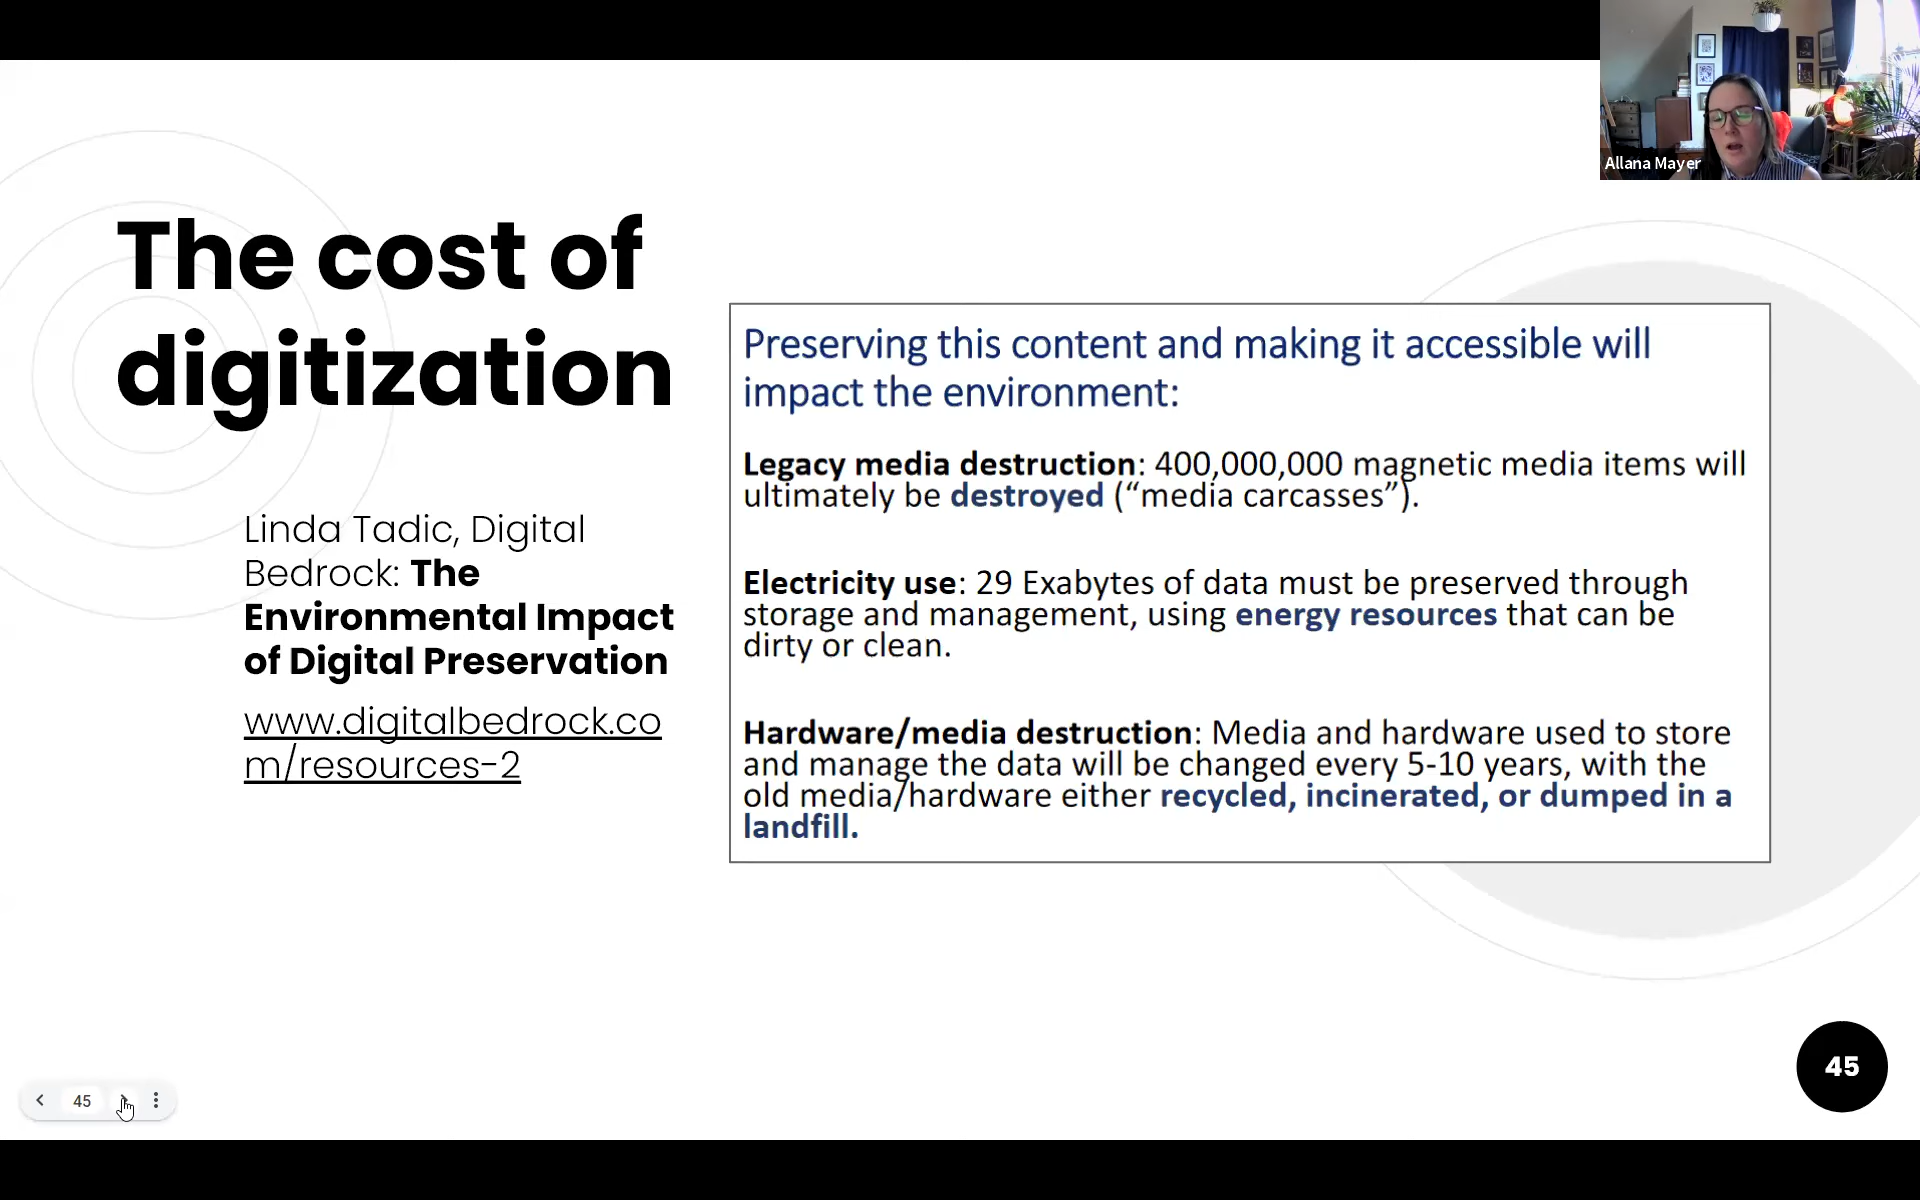 Allana Mayer
The cost of
digitization
Linda Tadic, Digital
Bedrock: The
Environmental Impact
of Digital Preservation
www.digitalbedrock.co
m/resources-2
Preserving this content and making it accessible will
impact the environment:
Legacy media destruction: 400,000,000 magnetic media items will
ultimately be destroyed (“media carcasses”).
Electricity use: 29 Exabytes of data must be preserved through
storage and management, using energy resources that can be
dirty or clean.
Hardware/media destruction: Media and hardware used to store
and manage the data will be changed every 5-10 years, with the
old media/hardware either recycled, incinerated, or dumped in a
landfill.
45
45